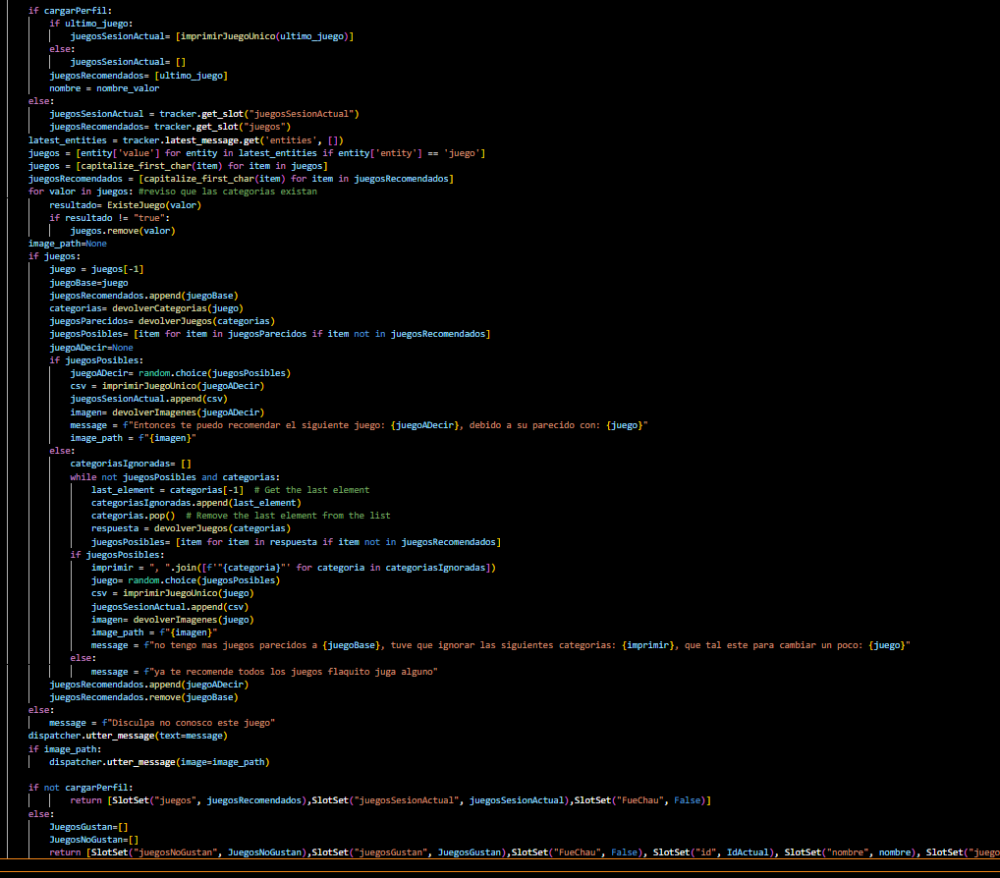 if cargarPerfil:
    if ultimo_juego:
        juegosSesionActual= [imprimirJuegoUnico(ultimo_juego)]
    else:
        juegosSesionActual= []
    juegosRecomendados= [ultimo_juego]
    nombre = nombre_valor
else:
    juegosSesionActual = tracker.get_slot("juegosSesionActual")
    juegosRecomendados= tracker.get_slot("juegos")
latest_entities = tracker.latest_message.get('entities', [])
juegos = [entity['value'] for entity in latest_entities if entity['entity'] == 'juego']
juegos = [capitalize_first_char(item) for item in juegos]
juegosRecomendados = [capitalize_first_char(item) for item in juegosRecomendados]
for valor in juegos: #reviso que las categorias existan
    resultado= ExisteJuego(valor)
    if resultado != "true":
        juegos.remove(valor)
image_path=None
if juegos:
    juego = juegos[-1]
    juegoBase=juego
    juegosRecomendados.append(juegoBase)
    categorias= devolverCategorias(juego)
    juegosParecidos= devolverJuegos(categorias)
    juegosPosibles= [item for item in juegosParecidos if item not in juegosRecomendados]
    juegoADecir=None
    if juegosPosibles:
        juegoADecir= random.choice(juegosPosibles)
        csv = imprimirJuegoUnico(juegoADecir)
        juegosSesionActual.append(csv)
        imagen= devolverImagenes(juegoADecir)
        message = f"Entonces te puedo recomendar el siguiente juego: {juegoADecir}, debido a su parecido con: {juego}"
        image_path = f"{imagen}"
    else:
        categoriasIgnoradas= []
        while not juegosPosibles and categorias:
            last_element = categorias[-1]  # Get the last element
            categoriasIgnoradas.append(last_element)
            categorias.pop()  # Remove the last element from the list
            respuesta = devolverJuegos(categorias)
            juegosPosibles= [item for item in respuesta if item not in juegosRecomendados]
        if juegosPosibles:
            imprimir = ", ".join([f'"{categoria}"' for categoria in categoriasIgnoradas])
            juego= random.choice(juegosPosibles)
            csv = imprimirJuegoUnico(juego)
            juegosSesionActual.append(csv)
            imagen= devolverImagenes(juego)
            image_path = f"{imagen}"
            message = f"no tengo mas juegos parecidos a {juegoBase}, tuve que ignorar las siguientes categorias: {imprimir}, que tal este para cambiar un poco: {juego}"
        else:
            message = f"ya te recomende todos los juegos flaquito juga alguno"
    juegosRecomendados.append(juegoADecir)
    juegosRecomendados.remove(juegoBase)
else:
    message = f"Disculpa no conosco este juego"
dispatcher.utter_message(text=message)
if image_path:
    dispatcher.utter_message(image=image_path)

if not cargarPerfil:
        return [SlotSet("juegos", juegosRecomendados),SlotSet("juegosSesionActual", juegosSesionActual),SlotSet("FueChau", False)]
else:
    JuegosGustan=[]
    JuegosNoGustan=[]
    return [SlotSet("juegosNoGustan", JuegosNoGustan),SlotSet("juegosGustan", JuegosGustan),SlotSet("FueChau", False), SlotSet("id", IdActual), SlotSet("nombre", nombre), SlotSet("juego